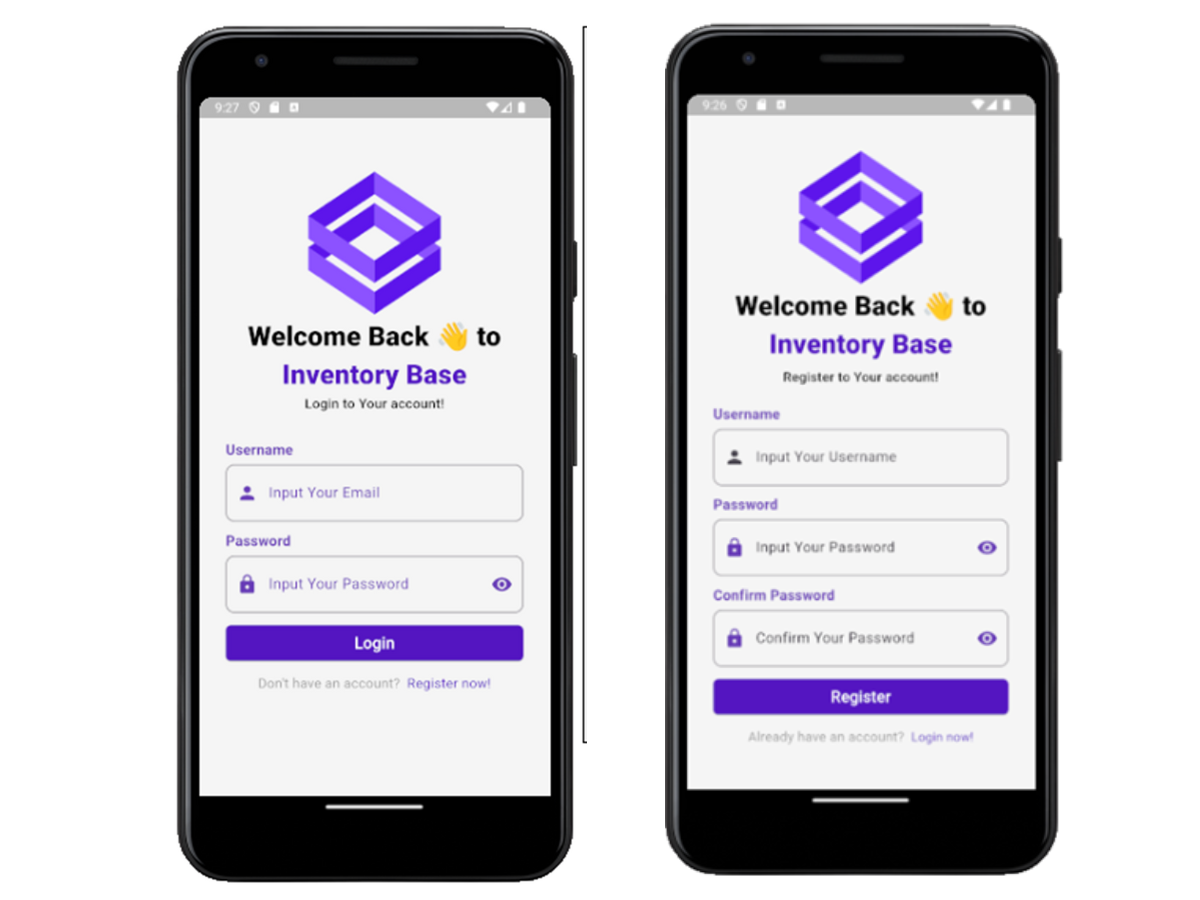 9:27
Welcome Back 👋 to
Inventory Base
Login to Your account!
Username
Input Your Email
Password
Input Your Password
Login
Don't have an account? Register now!
9:26
Welcome Back 👋 to
Inventory Base
Register to Your account!
Username
Input Your Username
Password
Input Your Password
Confirm Password
Confirm Your Password
Register
Already have an account? Login now!